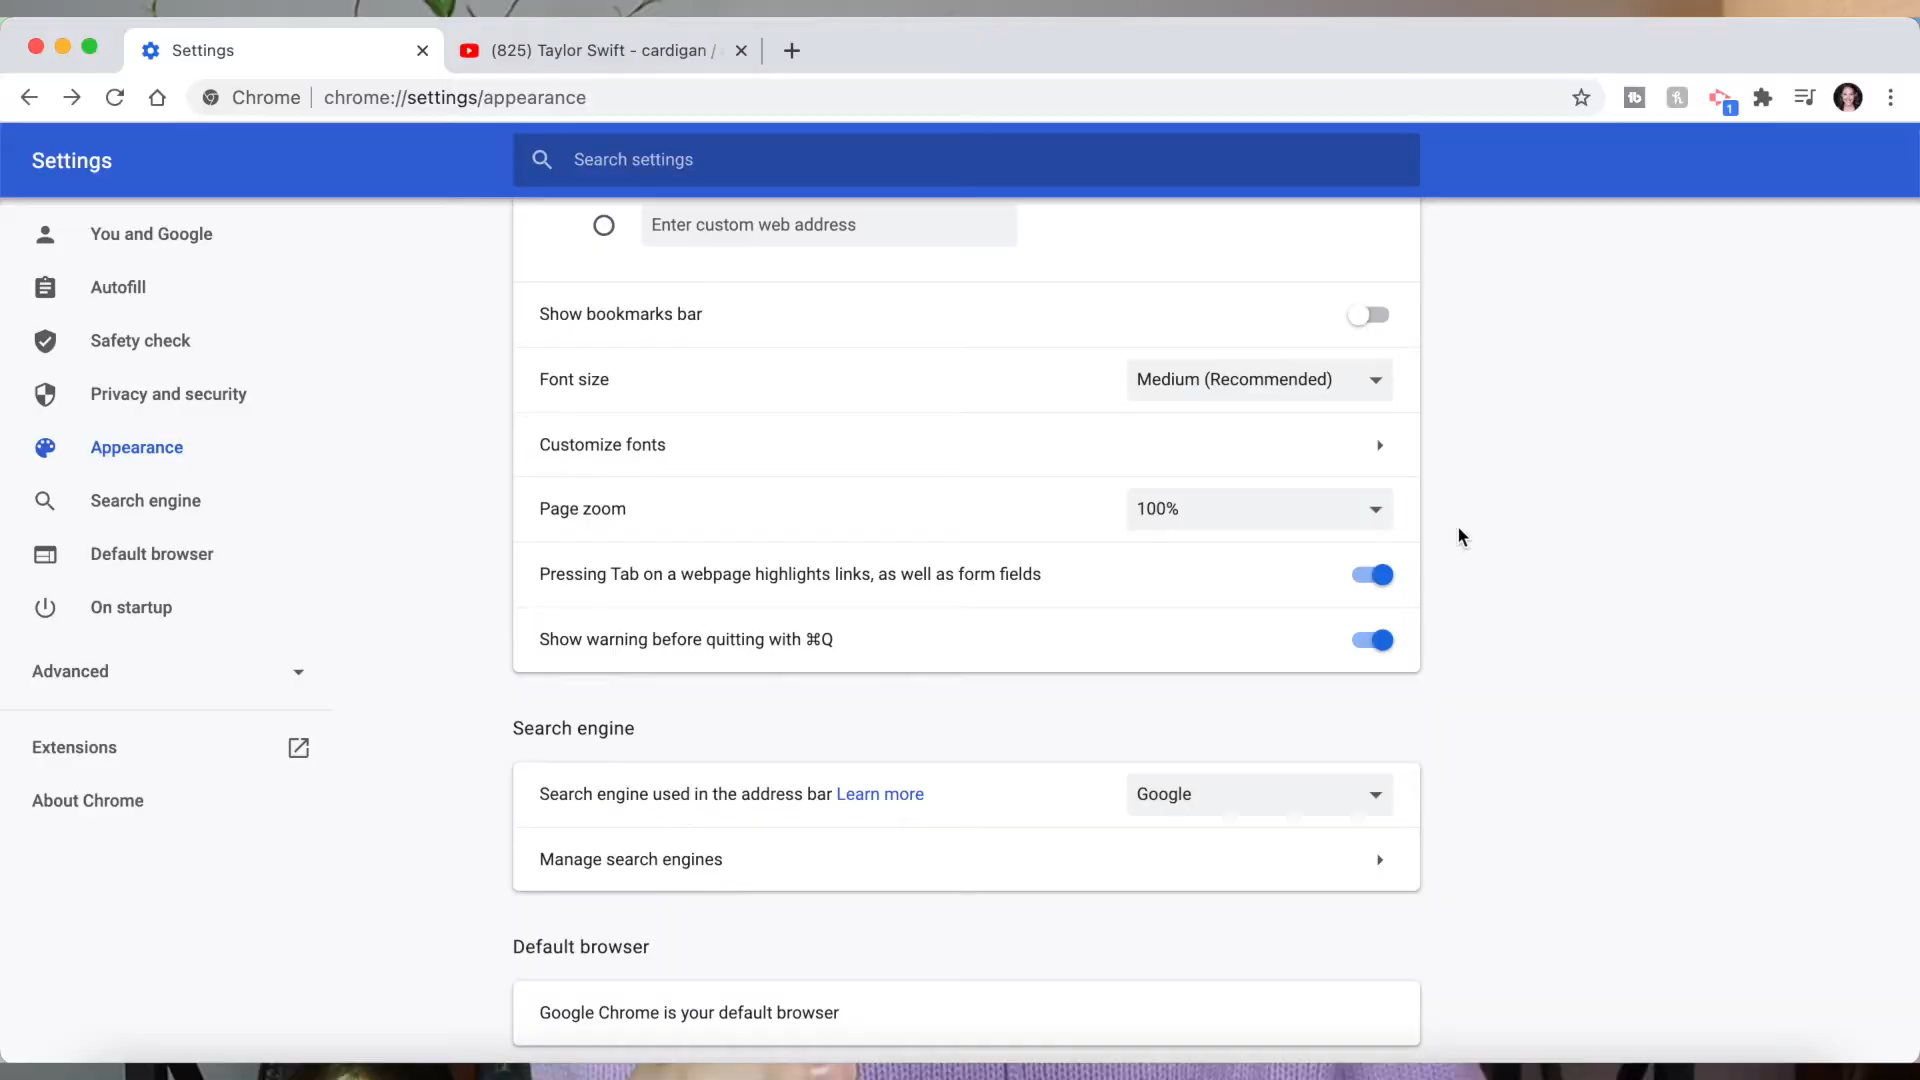 Settings
(825) Taylor Swift - cardigan /
Chrome
chrome://settings/appearance
tb
1
Settings
Search settings
You and Google
Autofill
Safety check
Privacy and security
Appearance
Search engine
Default browser
On startup
Advanced
Extensions
About Chrome
Enter custom web address
Show bookmarks bar
Font size
Medium (Recommended)
Customize fonts
Page zoom
100%
Pressing Tab on a webpage highlights links, as well as form fields
Show warning before quitting with ⌘Q
Search engine
Search engine used in the address bar Learn more
Google
Manage search engines
Default browser
Google Chrome is your default browser